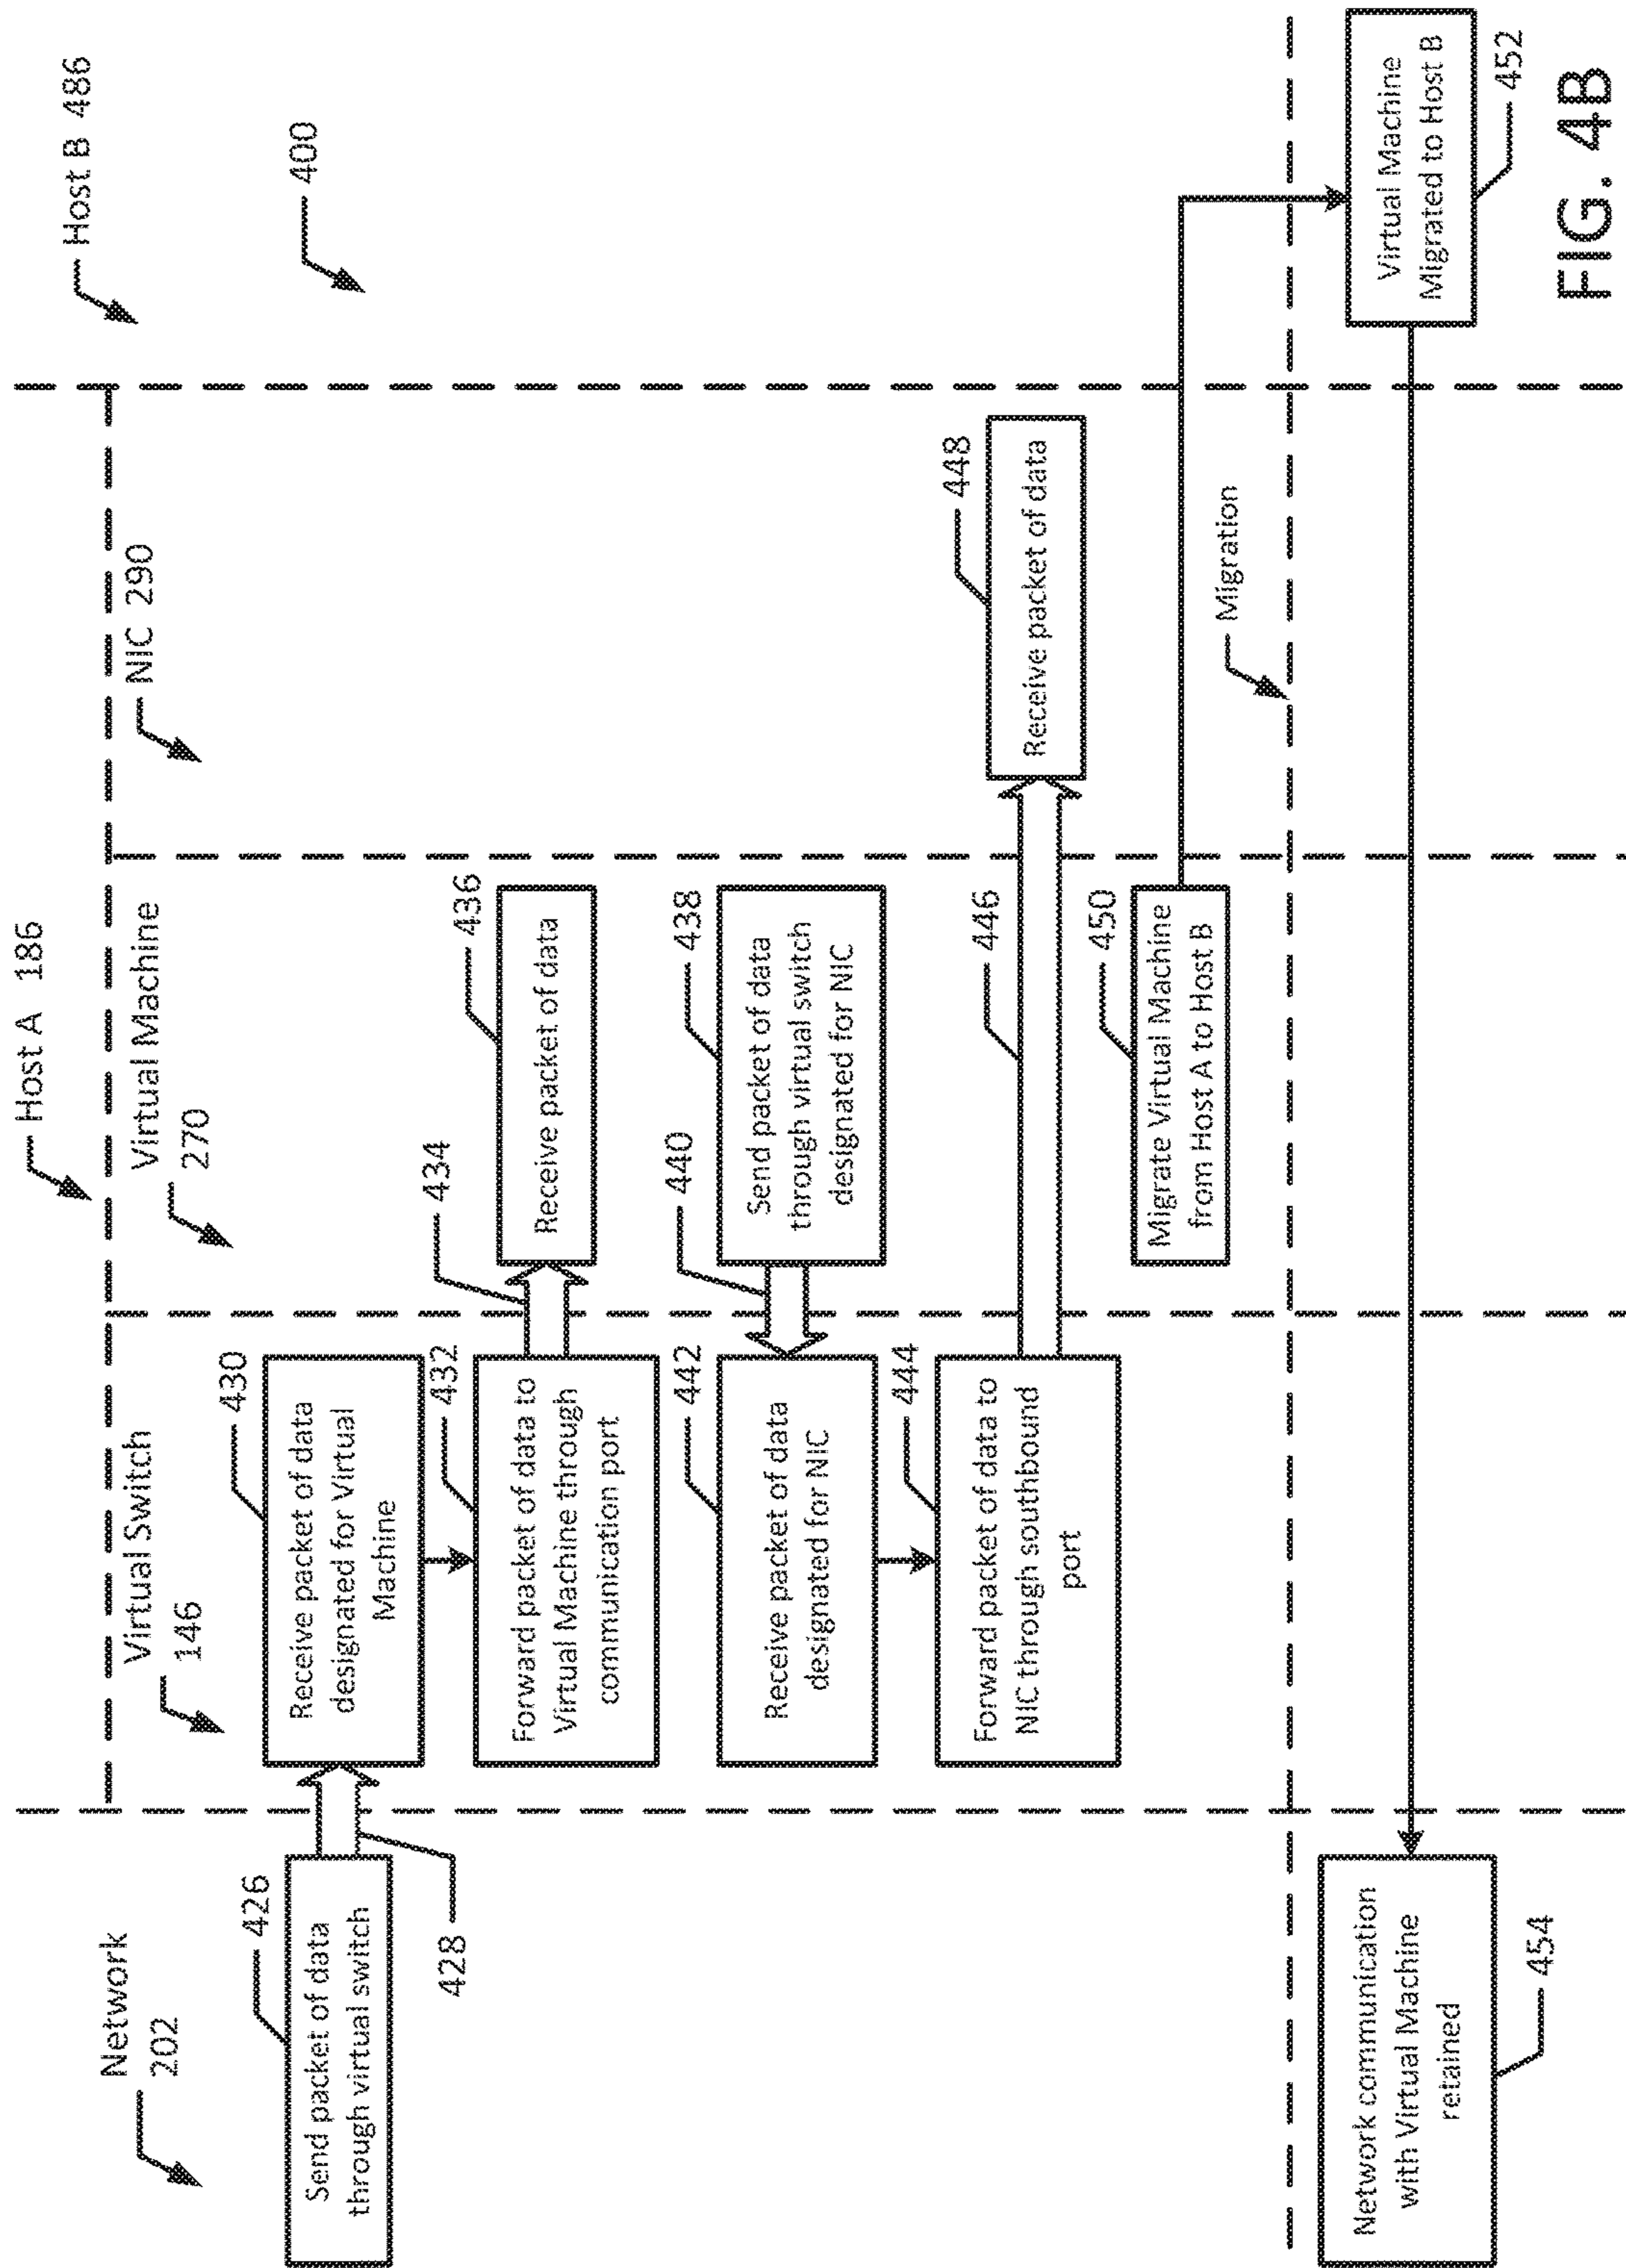 Host A 186
Host B 486
Network
202
Virtual Switch
146
Virtual Machine
270
NIC 290
400
426
Send packet of data
through virtual switch
428
430
Receive packet of data
designated for Virtual
Machine
432
Forward packet of data to
Virtual Machine through
communication port
434
436
Receive packet of data
438
Send packet of data
through virtual switch
designated for NIC
440
442
Receive packet of data
designated for NIC
444
Forward packet of data to
NIC through southbound
port
446
448
Receive packet of data
450
Migrate Virtual Machine
from Host A to Host B
Migration
Virtual Machine
Migrated to Host B
452
Network communication
with Virtual Machine
retained
454
FIG. 4B